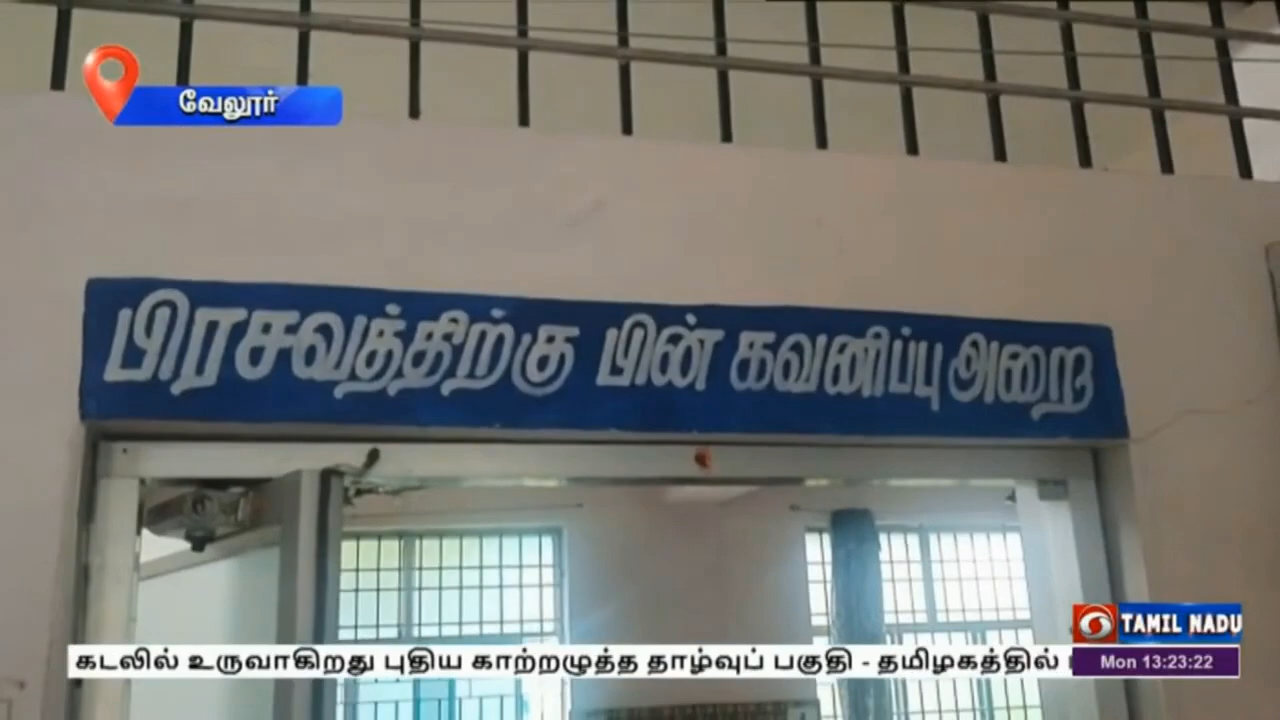 வேலூர்
பிரசவத்திற்கு பின் கவனிப்பு அறை
TAMIL NADU
கடலில் உருவாகிறது புதிய காற்றழுத்த தாழ்வுப் பகுதி - தமிழகத்தில்
Mon 13:23:22